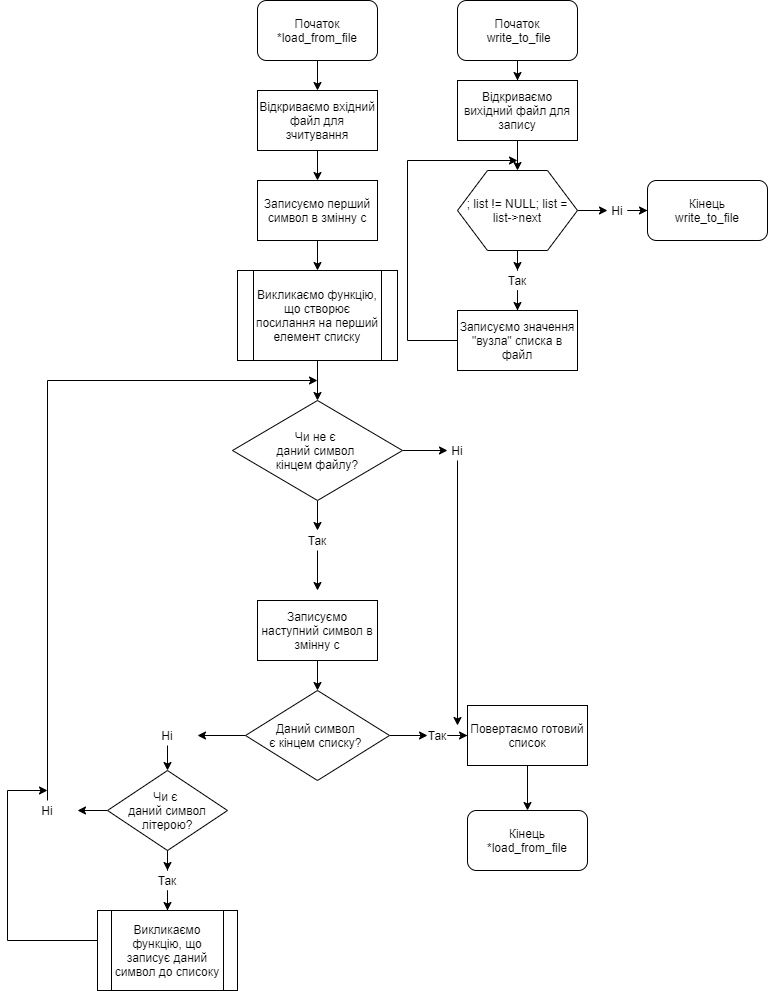 Початок
*load_from_file
Відкриваємо вхідний
файл для
зчитування
Записуємо перший
символ в змінну с
Викликаємо функцію,
що створює
посилання на перший
елемент списку
Чи не є
даний символ
кінцем файлу?
Ні
Так
Записуємо
наступний символ в
змінну с
Даний символ
є кінцем списку?
Так
Ні
Повертаємо готовий
список
Кінець
*load_from_file
Чи є
даний символ
літерою?
Ні
Так
Викликаємо
функцію, що
записує даний
символ до списоку
Початок
write_to_file
Відкриваємо
вихідний файл для
запису
; list != NULL; list =
list->next
Ні
Кінець
write_to_file
Так
Записуємо значення
"вузла" списка в
файл